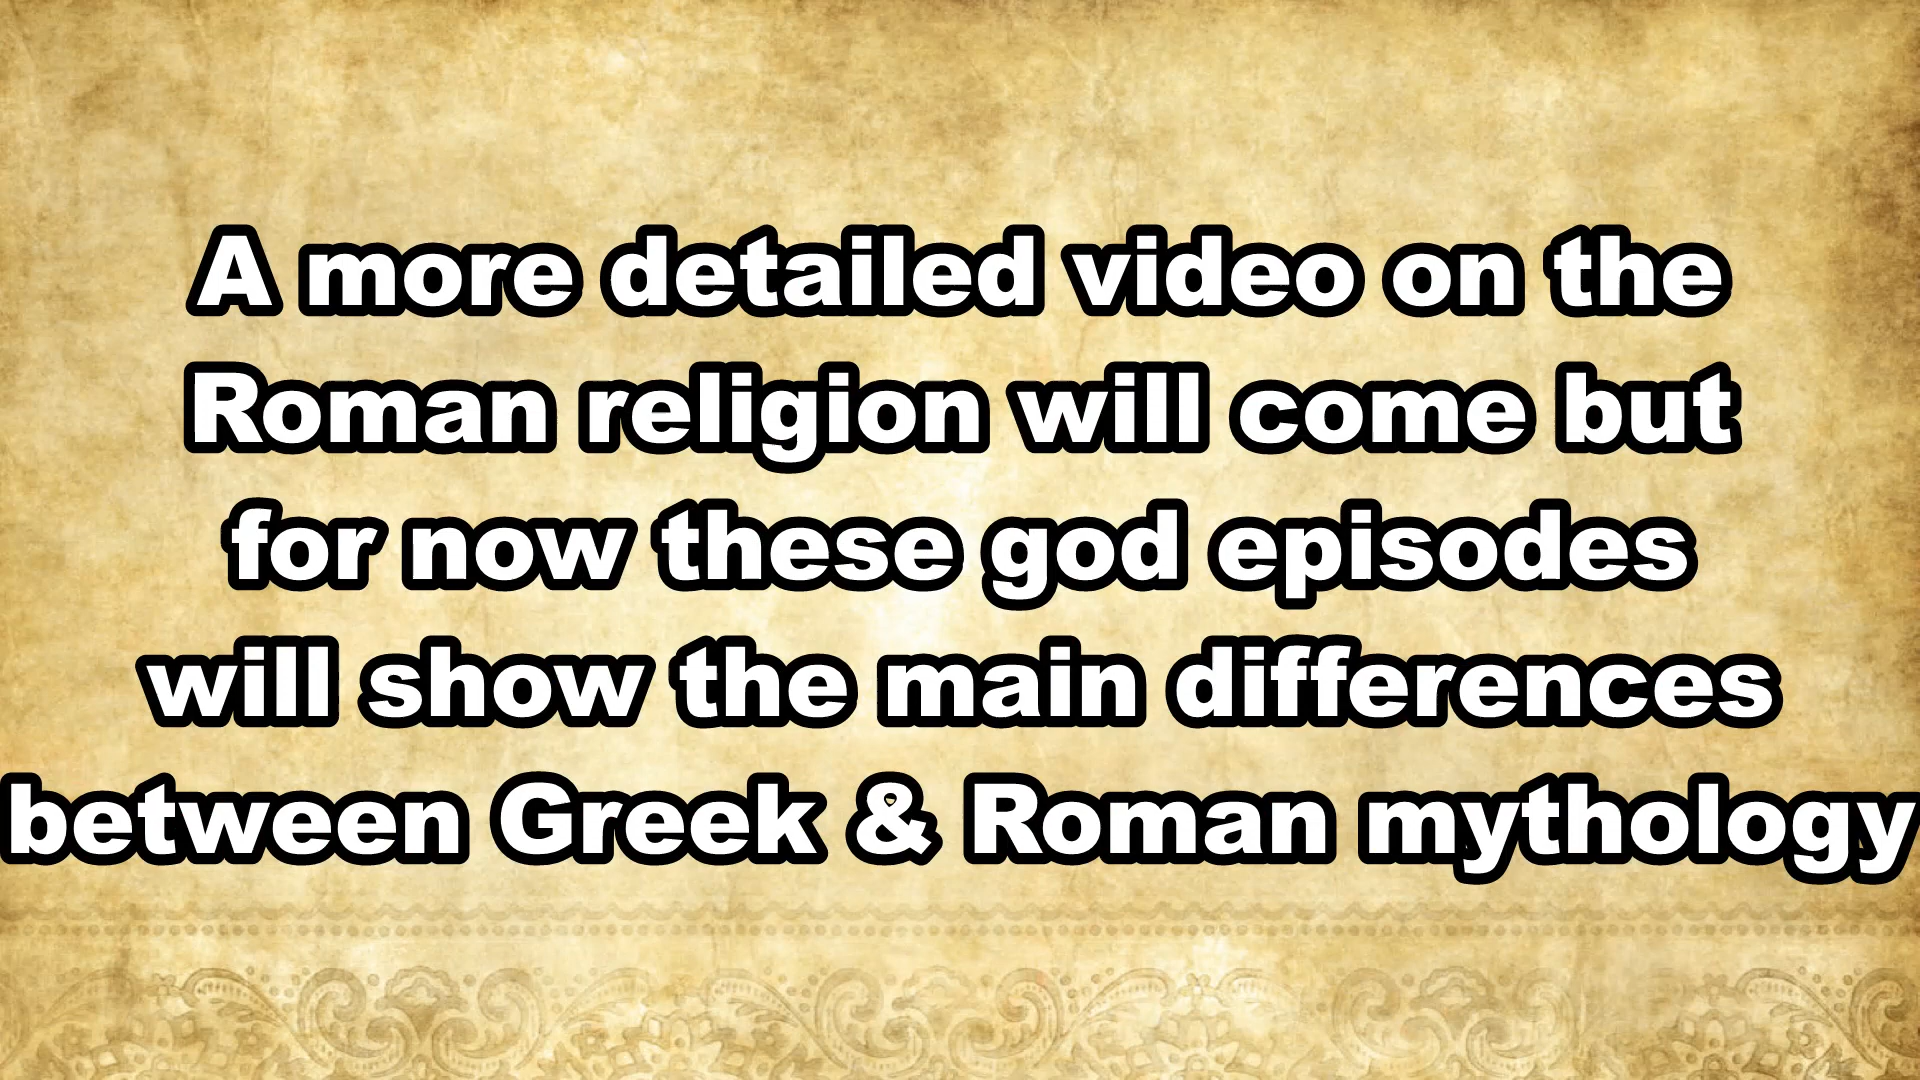 A more detailed video on the
Roman religion will come but
for now these god episodes
will show the main differences
between Greek & Roman mythology